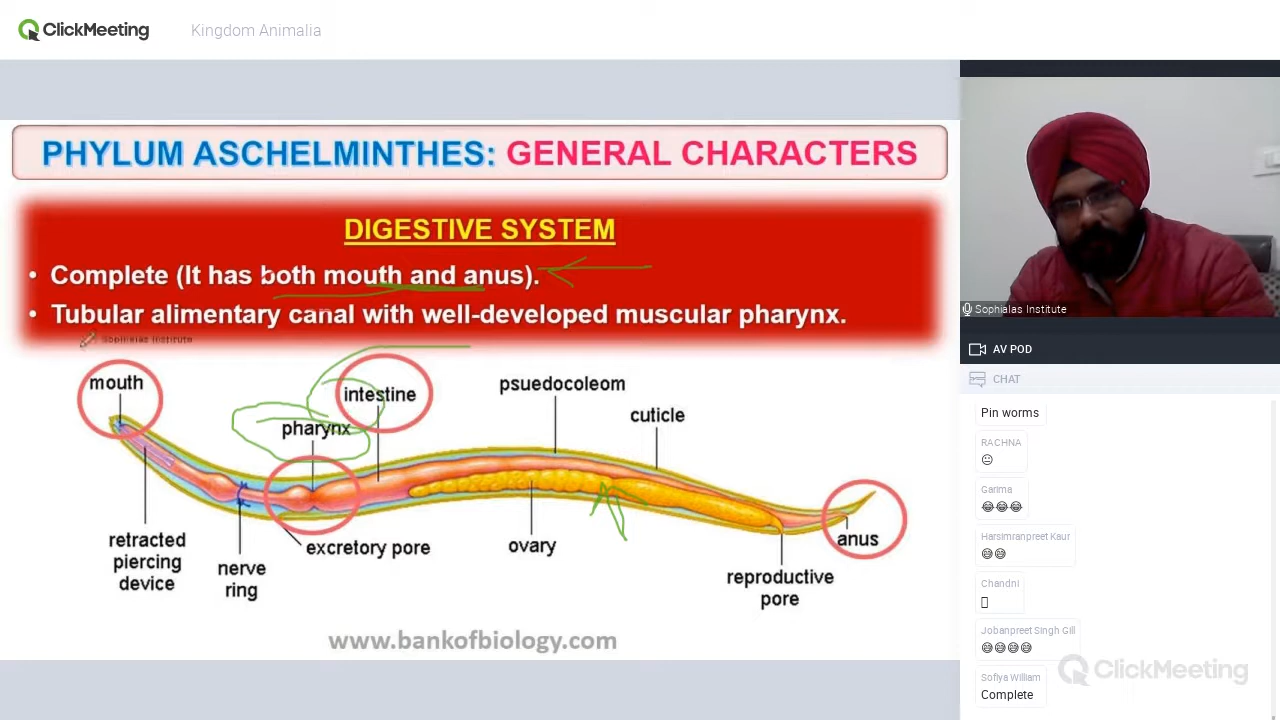 ClickMeeting
Kingdom Animalia
PHYLUM ASCHELMINTHES: GENERAL CHARACTERS
DIGESTIVE SYSTEM
• Complete (It has both mouth and anus).
• Tubular alimentary canal with well-developed muscular pharynx.
Sophialas Institute
mouth
intestine
psuedocoleom
cuticle
pharynx
retracted
piercing
device
nerve
ring
excretory pore
ovary
reproductive
pore
anus
www.bankofbiology.com
Sophialas Institute
AV POD
CHAT
Pin worms
RACHNA
😐
Garima
😂😂😂
Harsimranpreet Kaur
😅😅
Chandni
Jobanpreet Singh Gill
😅😅😅😅
Sofiya William
Complete
ClickMeeting